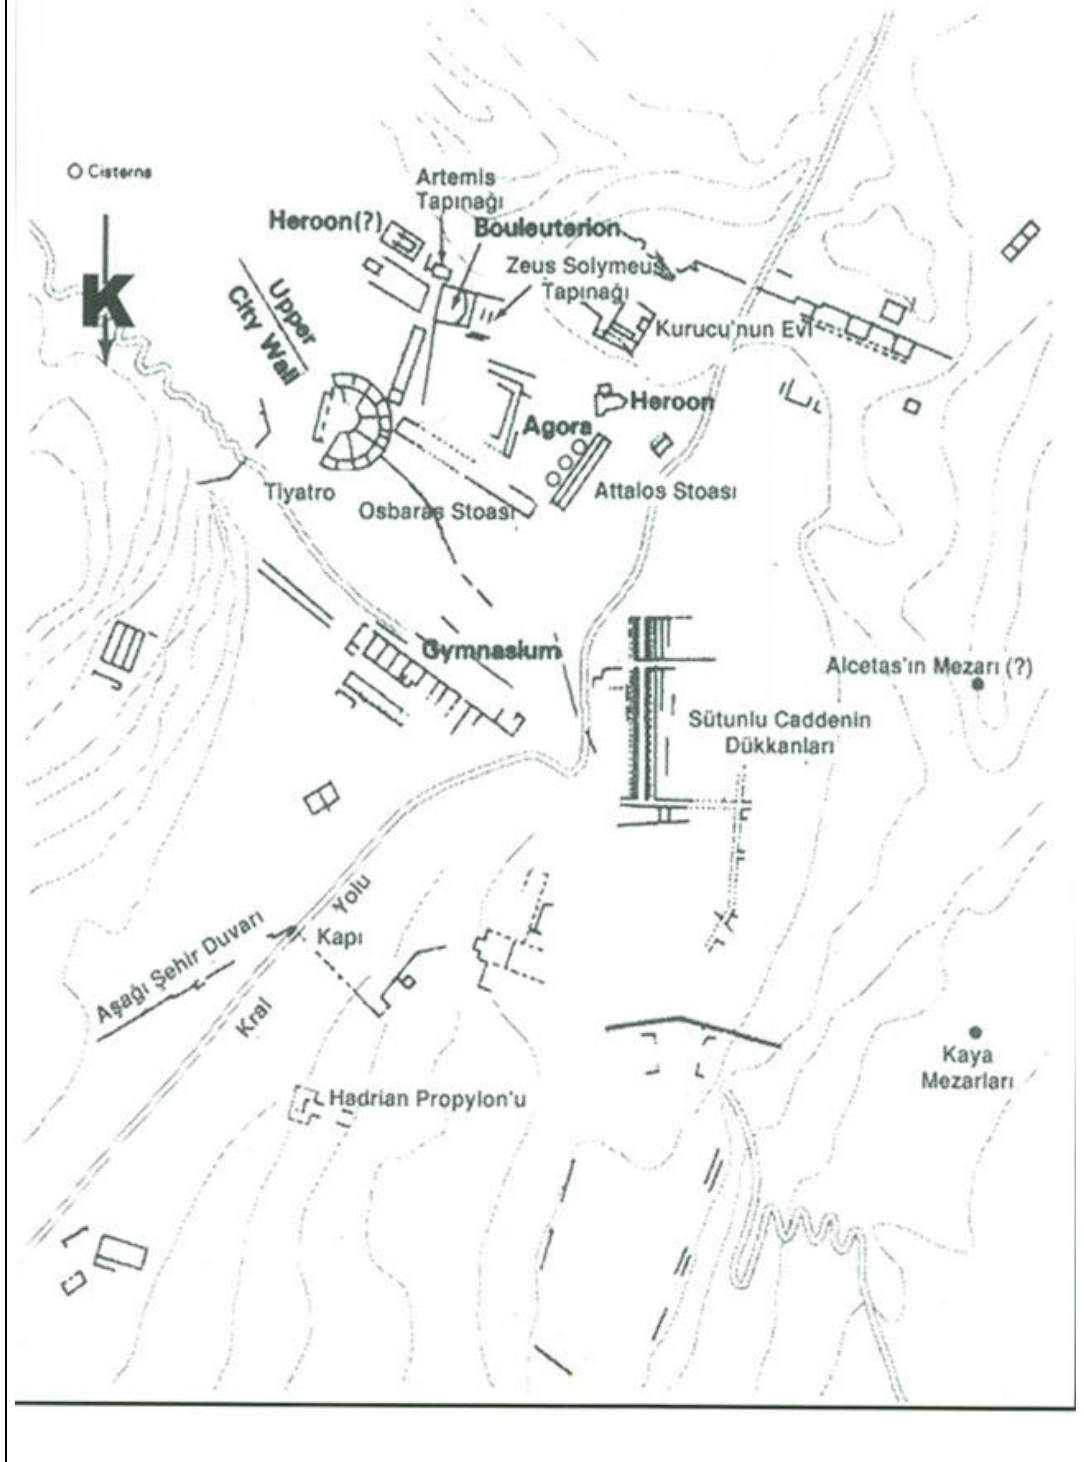 Cisterns
K
Artemis
Tapınağı
Heroon(?)
Bouleuterion
Zeus Solymeus
Tapınağı
Upper
City Wall
Kurucu'nun Evi
Heroon
Agora
Tiyatro
Osbaras Stoası
Attalos Stoası
Gymnasium
Alcetas'ın Mezarı (?)
Sütunlu Caddenin
Dükkanları
Kral Yolu
Kapı
Aşağı Şehir Duvarı
Kaya
Mezarları
Hadrian Propylon'u